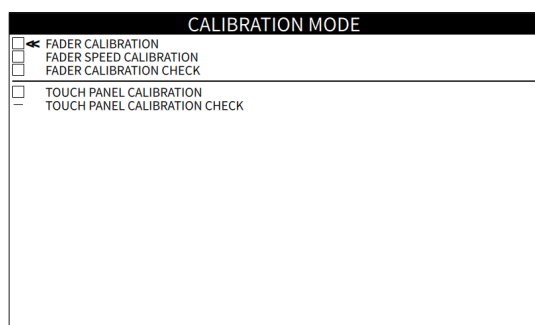 CALIBRATION MODE
≪ FADER CALIBRATION
FADER SPEED CALIBRATION
FADER CALIBRATION CHECK
TOUCH PANEL CALIBRATION
— TOUCH PANEL CALIBRATION CHECK